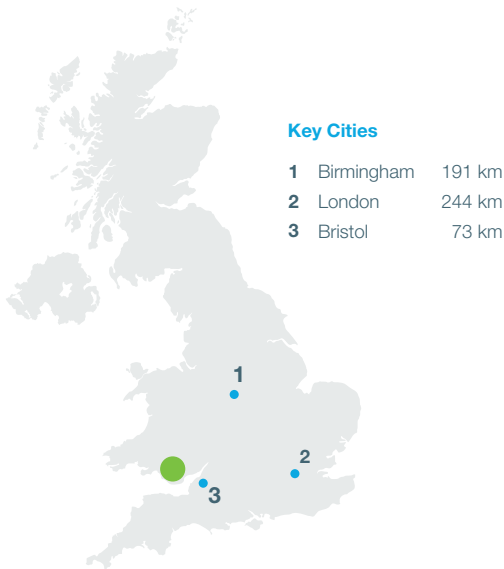 Key Cities
1 Birmingham 191 km
2 London 244 km
3 Bristol 73 km
1
2
3